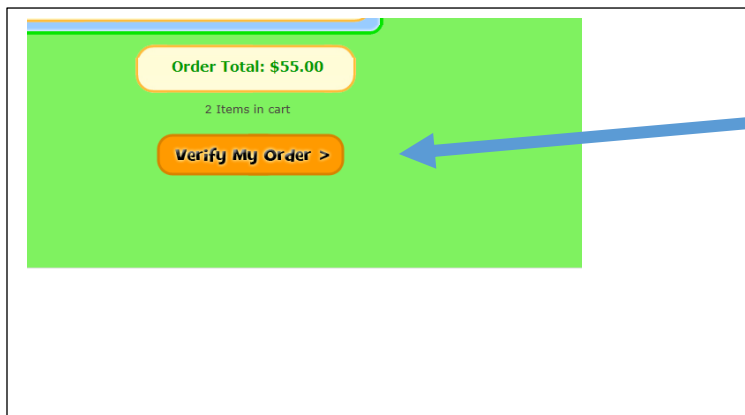 Order Total: $55.00
2 Items in cart
Verify My Order >